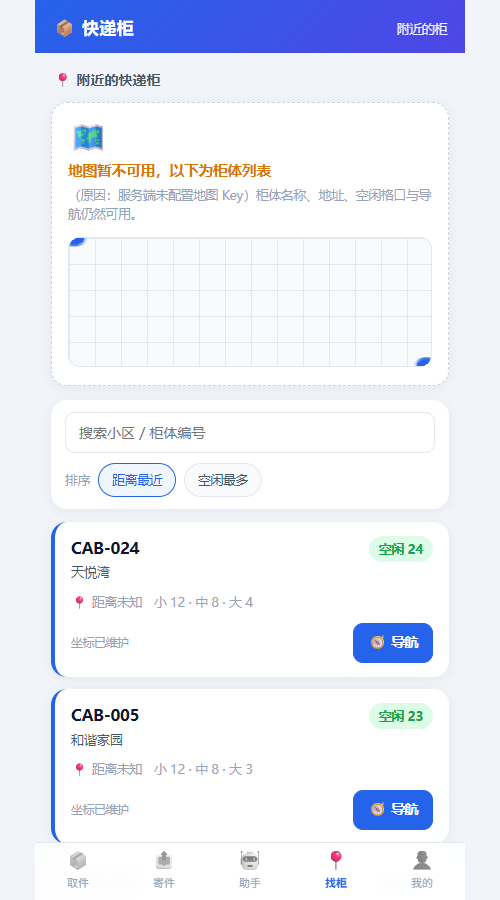 快递柜
附近的柜
附近的快递柜
地图暂不可用，以下为柜体列表
（原因：服务端未配置地图 Key）柜体名称、地址、空闲格口与导
航仍然可用。
搜索小区 / 柜体编号
排序 距离最近 空闲最多
CAB-024
空闲 24
天悦湾
距离未知 小 12 · 中 8 · 大 4
坐标已维护
导航
CAB-005
空闲 23
和谐家园
距离未知 小 12 · 中 8 · 大 3
坐标已维护
导航
取件 寄件 助手 找柜 我的